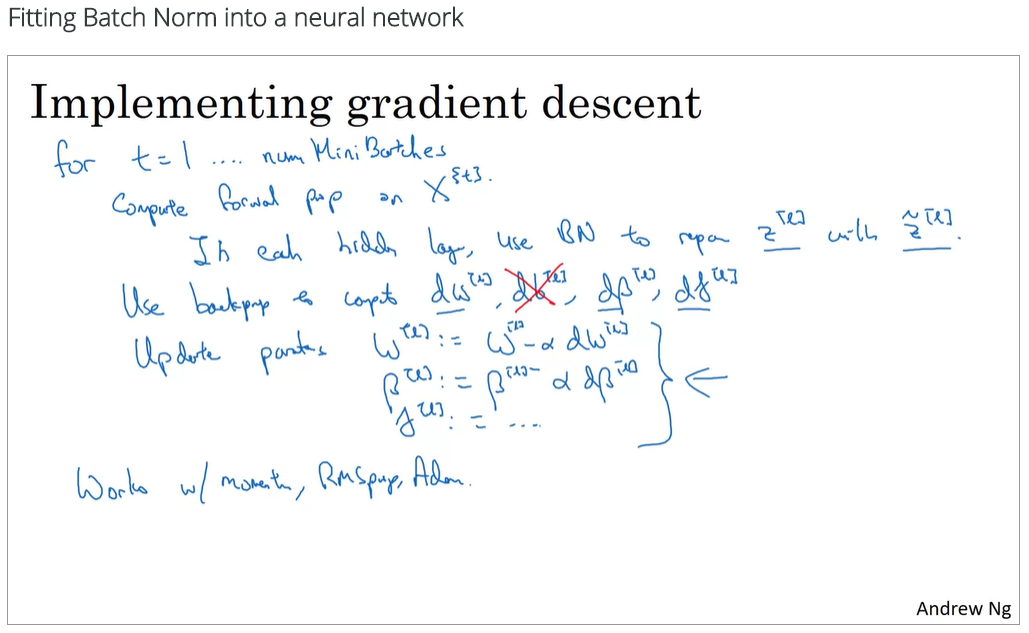 Fitting Batch Norm into a neural network
Implementing gradient descent
for t=1 .... num Mini Batches
Compute forward prop on X^{t}.
In each hidden layer, use BN to replace z^[l] with z̃^[l].
Use backprop to compute dw^[l], db^[l], dβ^[l], dγ^[l]
Update parameters w^[l] := w^[l] - α dw^[l]
β^[l] := β^[l] - α dβ^[l]
γ^[l] := ....
Works w/ momentum, RMSprop, Adam.
Andrew Ng